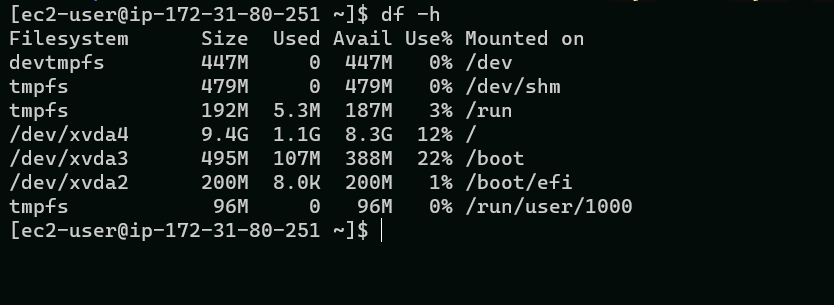 [ec2-user@ip-172-31-80-251 ~]$ df -h
Filesystem      Size  Used Avail Use% Mounted on
devtmpfs        447M     0  447M   0% /dev
tmpfs           479M     0  479M   0% /dev/shm
tmpfs           192M  5.3M  187M   3% /run
/dev/xvda4      9.4G  1.1G  8.3G  12% /
/dev/xvda3      495M  107M  388M  22% /boot
/dev/xvda2      200M  8.0K  200M   1% /boot/efi
tmpfs            96M     0   96M   0% /run/user/1000
[ec2-user@ip-172-31-80-251 ~]$